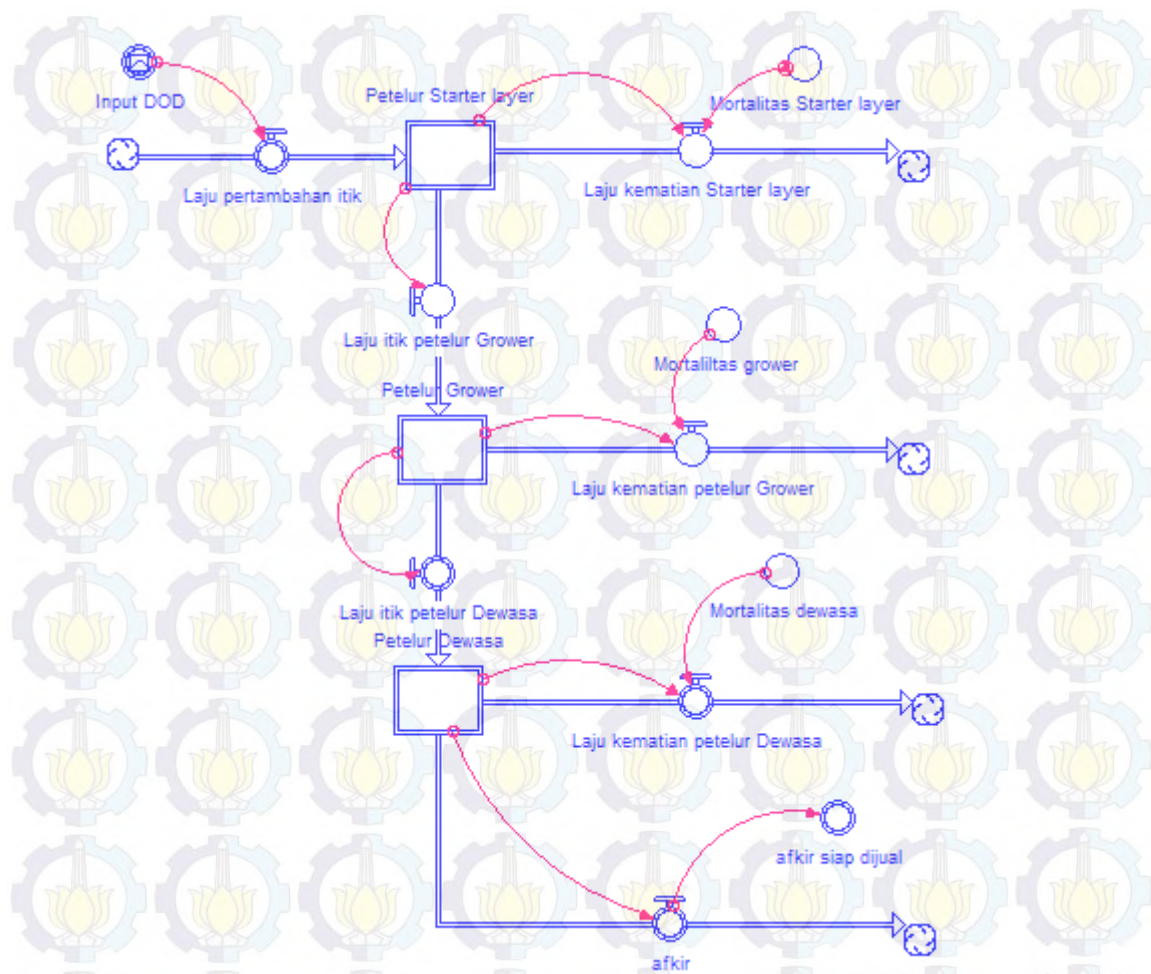 Input DOD
Petelur Starter layer
Mortalitas Starter layer
Laju pertambahan itik
Laju kematian Starter layer
Laju itik petelur Grower
Mortaliltas grower
Petelur Grower
Laju kematian petelur Grower
Laju itik petelur Dewasa
Mortalitas dewasa
Petelur Dewasa
Laju kematian petelur Dewasa
afkir siap dijual
afkir